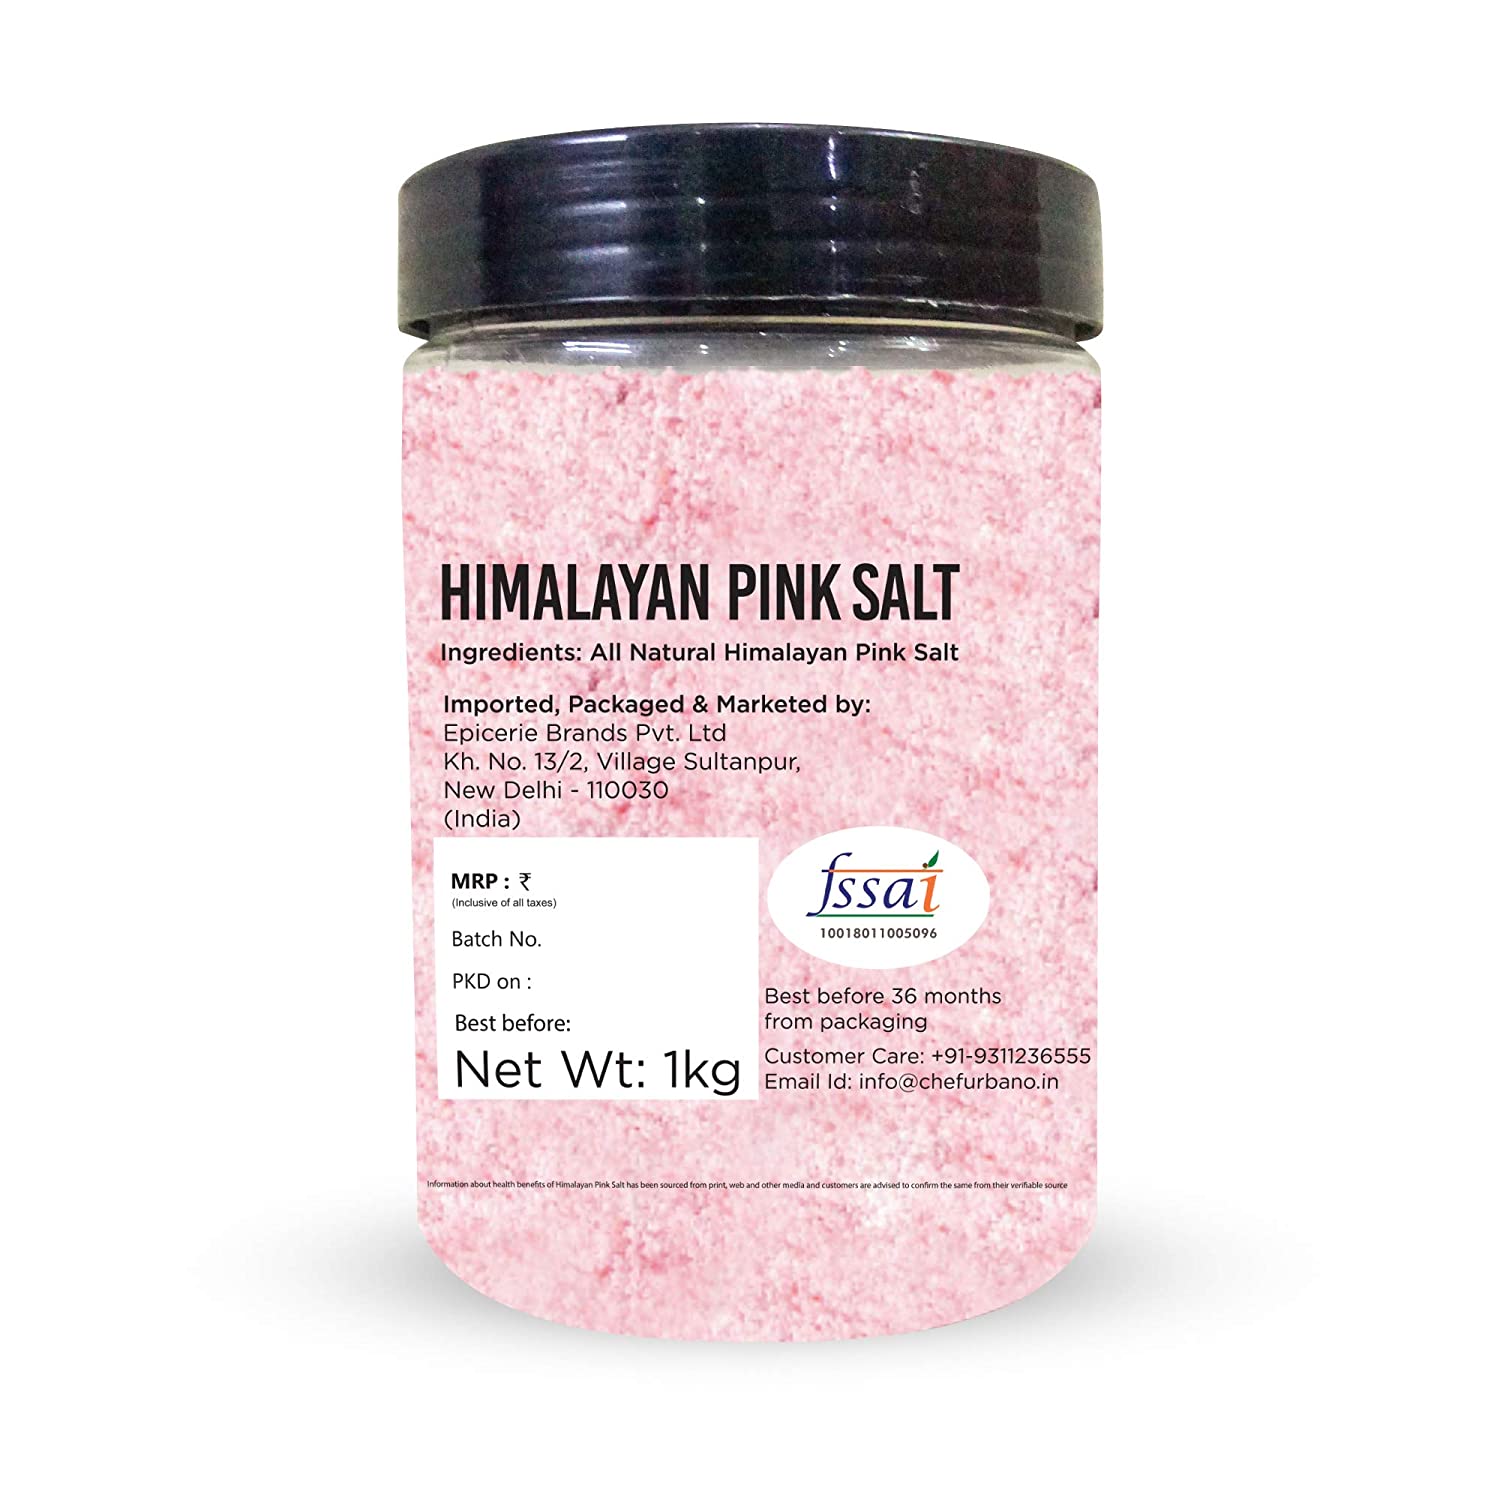 HIMALAYAN PINK SALT
Ingredients: All Natural Himalayan Pink Salt
Imported, Packaged & Marketed by:
Epicerie Brands Pvt. Ltd
Kh. No. 13/2, Village Sultanpur,
New Delhi - 110030
(India)
MRP : ₹
(Inclusive of all taxes)
Batch No.
PKD on :
Best before:
Net Wt: 1kg
fssai
10018011005096
Best before 36 months
from packaging
Customer Care: +91-9311236555
Email Id: info@chefurbano.in
Information about health benefits of Himalayan Pink Salt has been sourced from print, web and other media and customers are advised to confirm the same from their verifiable source